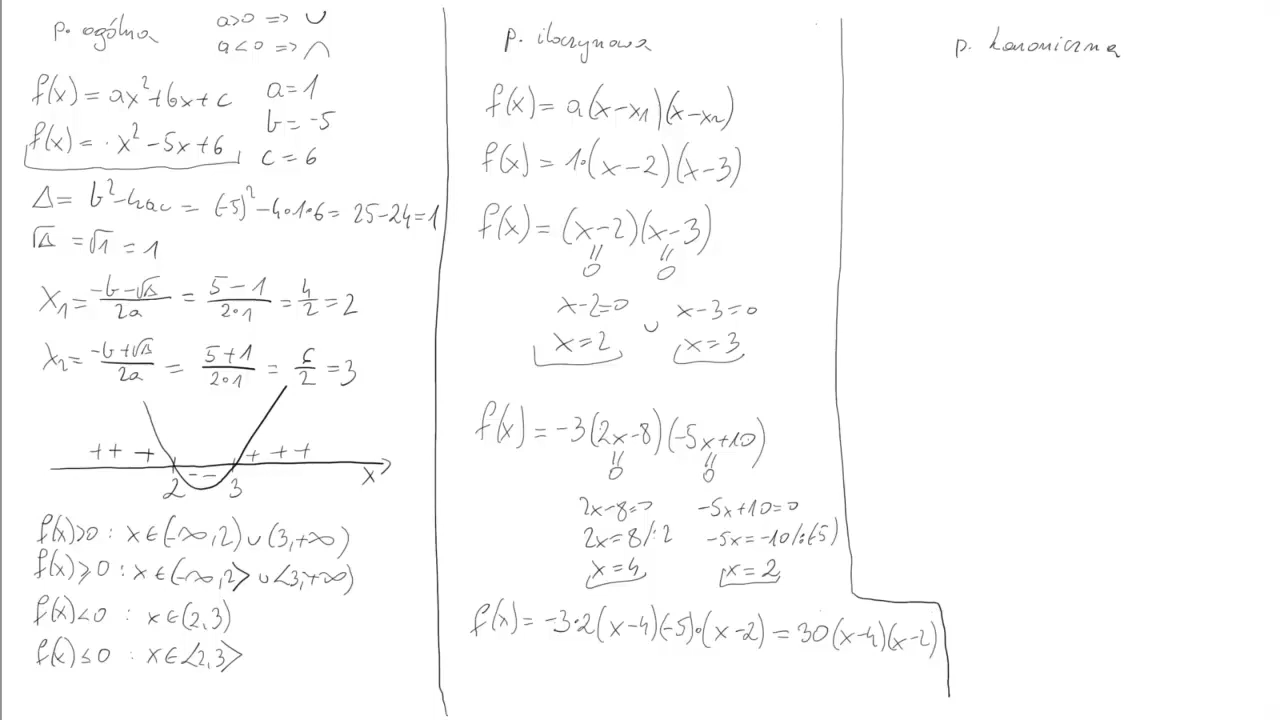 p. ogólna
a>0 => ∪
a<0 => ∩
f(x) = ax²+bx+c
a=1
f(x) = x² - 5x + 6
b = -5
c = 6
Δ = b²-4ac = (-5)² - 4·1·6 = 25-24 = 1
√Δ = √1 = 1
x₁ = (-b-√Δ)/2a = (5-1)/(2·1) = 4/2 = 2
x₂ = (-b+√Δ)/2a = (5+1)/(2·1) = 6/2 = 3
+ + + + + +
- -
2 3 x
f(x)>0 : x∈(-∞,2)∪(3,+∞)
f(x)≥0 : x∈(-∞,2>∪<3,+∞)
f(x)<0 : x∈(2,3)
f(x)≤0 : x∈<2,3>
p. iloczynowa
f(x) = a(x-x₁)(x-x₂)
f(x) = 1·(x-2)(x-3)
f(x) = (x-2)(x-3)
= =
0 0
x-2=0 ∪ x-3=0
x=2 x=3
f(x) = -3(2x-8)(-5x+10)
= =
0 0
2x-8=0 -5x+10=0
2x=8/:2 -5x=-10/:(-5)
x=4 x=2
f(x) = -3·2(x-4)(-5)·(x-2) = 30(x-4)(x-2)
p. kanoniczna